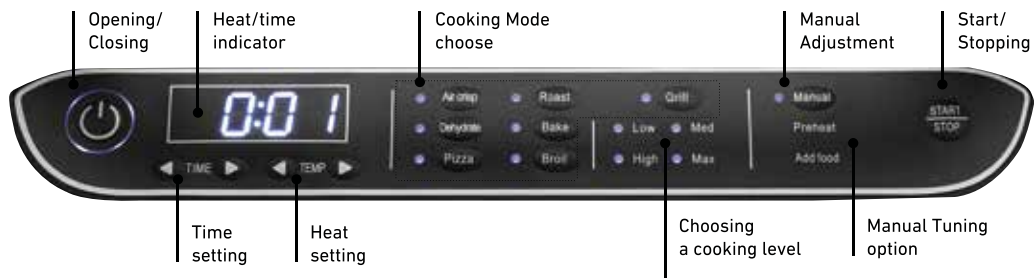 Opening/
Closing
Heat/time
indicator
Cooking Mode
choose
Manual
Adjustment
Start/
Stopping
0:01
Air crisp
Roast
Grill
Manual
START
STOP
Dehydrate
Bake
Low
Med
Preheat
Pizza
Broil
High
Max
Add food
TIME
TEMP
Time
setting
Heat
setting
Choosing
a cooking level
Manual Tuning
option